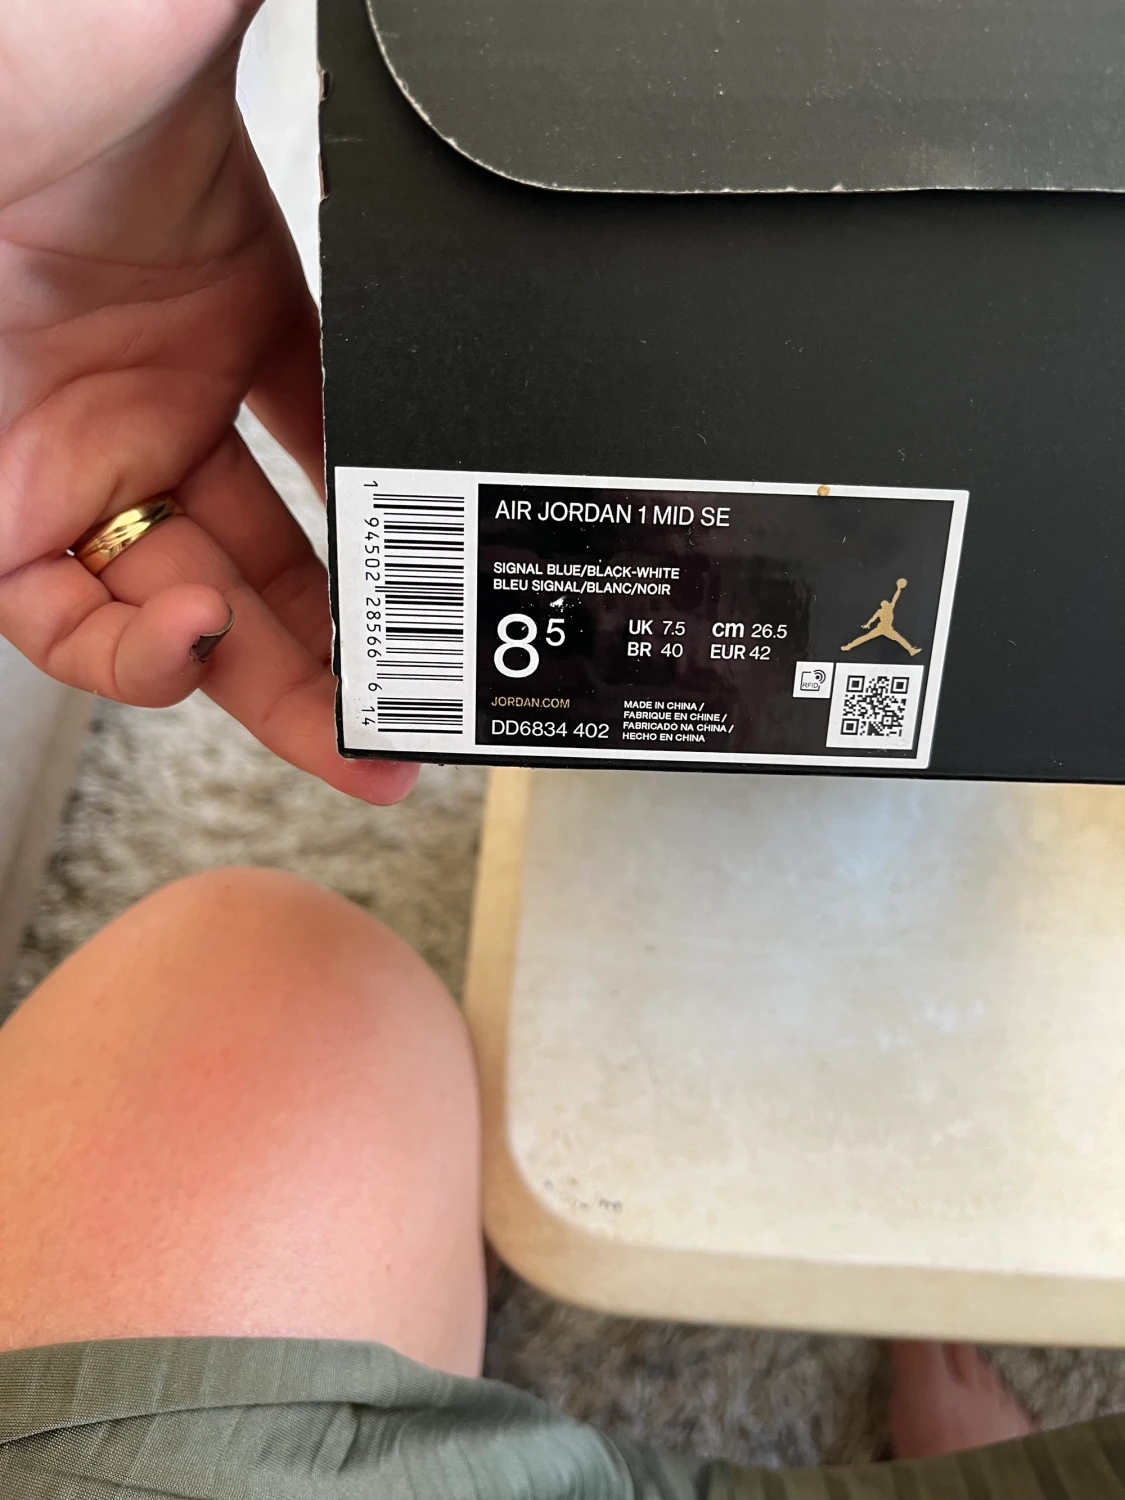 1 94502 28566 6 14
AIR JORDAN 1 MID SE
SIGNAL BLUE/BLACK-WHITE
BLEU SIGNAL/BLANC/NOIR
8⁵
UK 7.5 cm 26.5
BR 40 EUR 42
RFID
JORDAN.COM
DD6834 402
MADE IN CHINA /
FABRIQUE EN CHINE /
FABRICADO NA CHINA /
HECHO EN CHINA